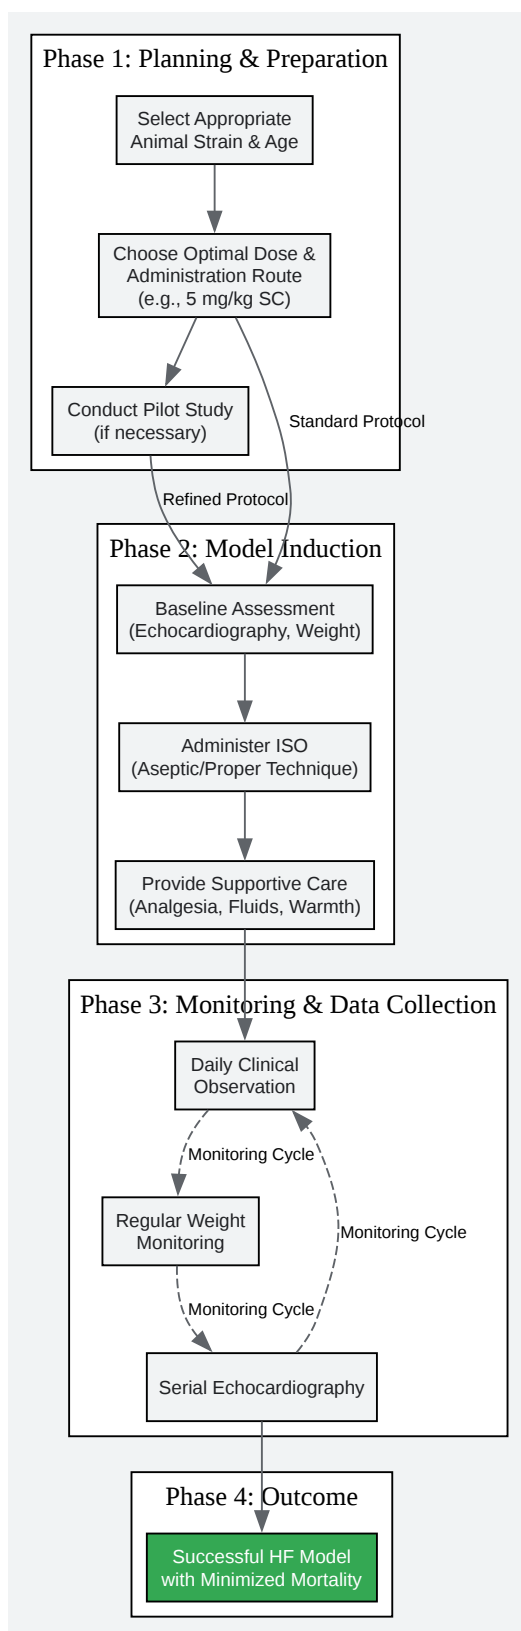 Phase 1: Planning & Preparation
Select Appropriate
Animal Strain & Age
Choose Optimal Dose &
Administration Route
(e.g., 5 mg/kg SC)
Conduct Pilot Study
(if necessary)
Standard Protocol
Refined Protocol
Phase 2: Model Induction
Baseline Assessment
(Echocardiography, Weight)
Administer ISO
(Aseptic/Proper Technique)
Provide Supportive Care
(Analgesia, Fluids, Warmth)
Phase 3: Monitoring & Data Collection
Daily Clinical
Observation
Monitoring Cycle
Regular Weight
Monitoring
Monitoring Cycle
Monitoring Cycle
Serial Echocardiography
Phase 4: Outcome
Successful HF Model
with Minimized Mortality